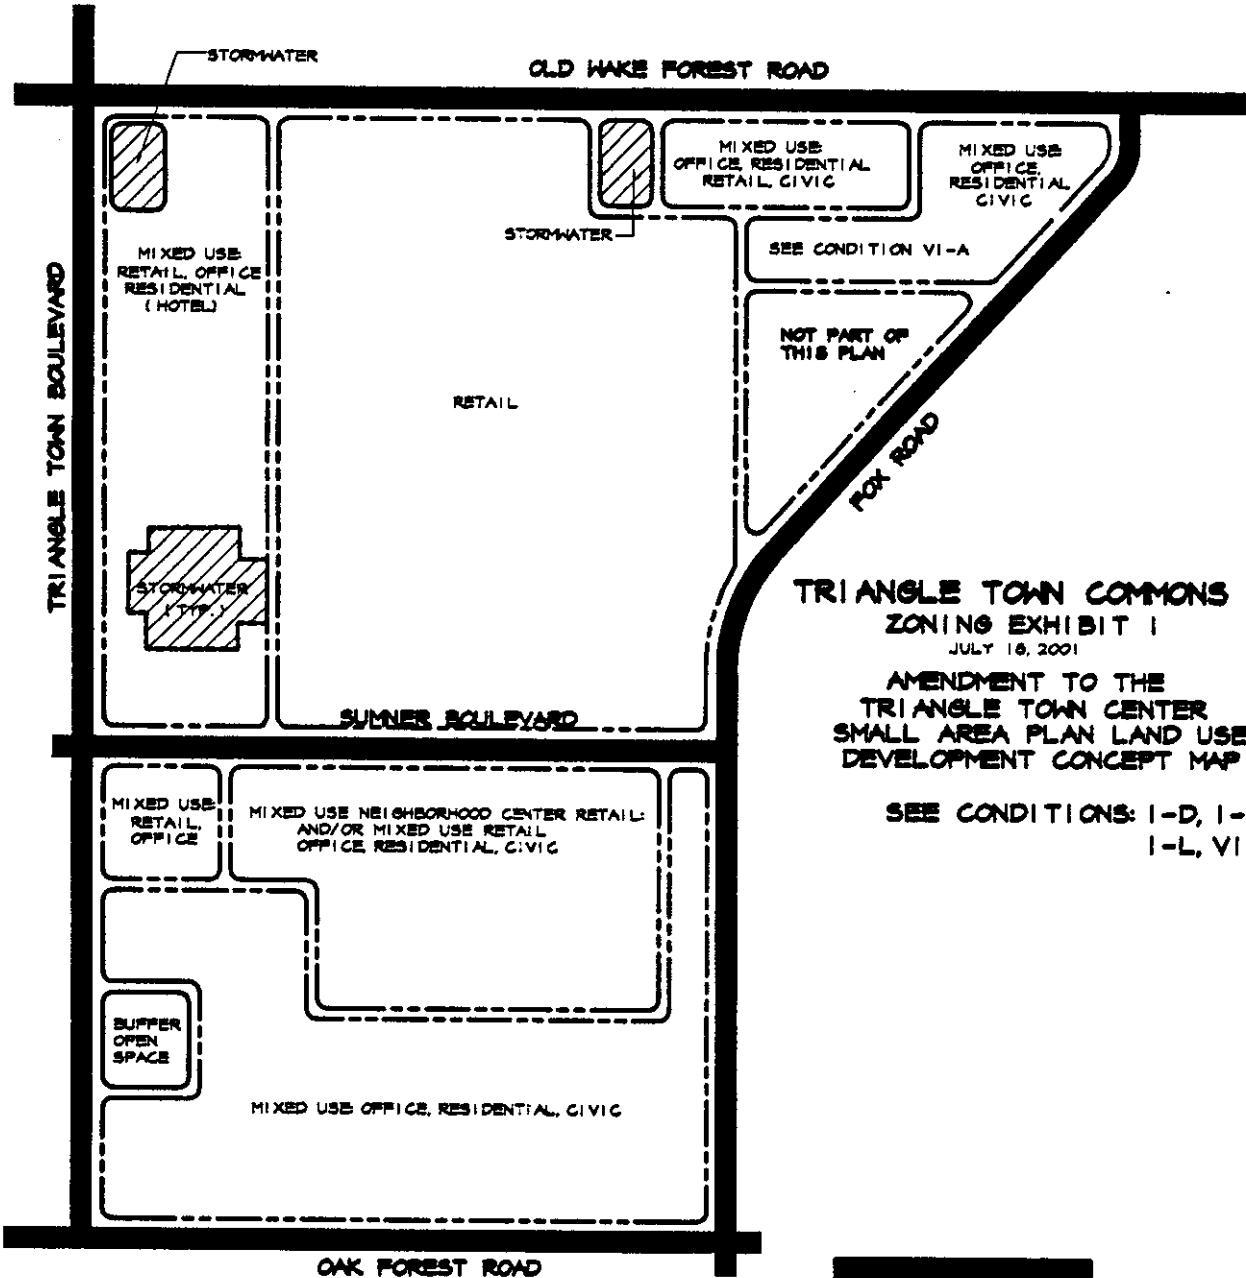 STORMWATER
OLD WAKE FOREST ROAD
MIXED USE
OFFICE, RESIDENTIAL
RETAIL, CIVIC
MIXED USE
OFFICE,
RESIDENTIAL
CIVIC
STORMWATER
SEE CONDITION VI-A
MIXED USE
RETAIL, OFFICE
RESIDENTIAL
(HOTEL)
TRIANGLE TOWN BOULEVARD
NOT PART OF
THIS PLAN
RETAIL
FOX ROAD
STORMWATER
(TYP.)
TRIANGLE TOWN COMMONS
ZONING EXHIBIT 1
JULY 18, 2001
AMENDMENT TO THE
TRIANGLE TOWN CENTER
SMALL AREA PLAN LAND USE
DEVELOPMENT CONCEPT MAP
SEE CONDITIONS: I-D, I-
I-L, VI
SUMNER BOULEVARD
MIXED USE
RETAIL,
OFFICE
MIXED USE NEIGHBORHOOD CENTER RETAIL:
AND/OR MIXED USE RETAIL
OFFICE, RESIDENTIAL, CIVIC
BUFFER
OPEN
SPACE
MIXED USE OFFICE, RESIDENTIAL, CIVIC
OAK FOREST ROAD